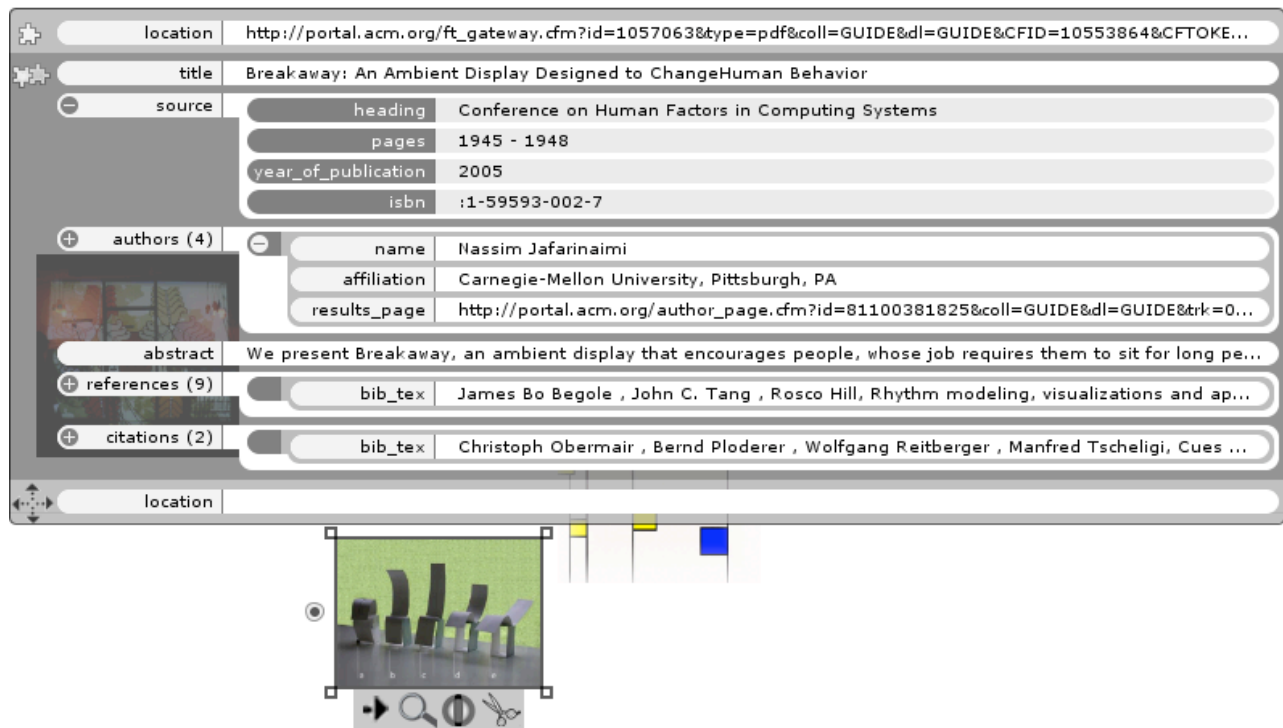 location http://portal.acm.org/ft_gateway.cfm?id=1057063&type=pdf&coll=GUIDE&dl=GUIDE&CFID=10553864&CFTOKE...
title Breakaway: An Ambient Display Designed to ChangeHuman Behavior
source heading Conference on Human Factors in Computing Systems
pages 1945 - 1948
year_of_publication 2005
isbn :1-59593-002-7
authors (4) name Nassim Jafarinaimi
affiliation Carnegie-Mellon University, Pittsburgh, PA
results_page http://portal.acm.org/author_page.cfm?id=81100381825&coll=GUIDE&dl=GUIDE&trk=0...
abstract We present Breakaway, an ambient display that encourages people, whose job requires them to sit for long pe...
references (9) bib_tex James Bo Begole , John C. Tang , Rosco Hill, Rhythm modeling, visualizations and ap...
citations (2) bib_tex Christoph Obermair , Bernd Ploderer , Wolfgang Reitberger , Manfred Tscheligi, Cues ...
location
a b c d e